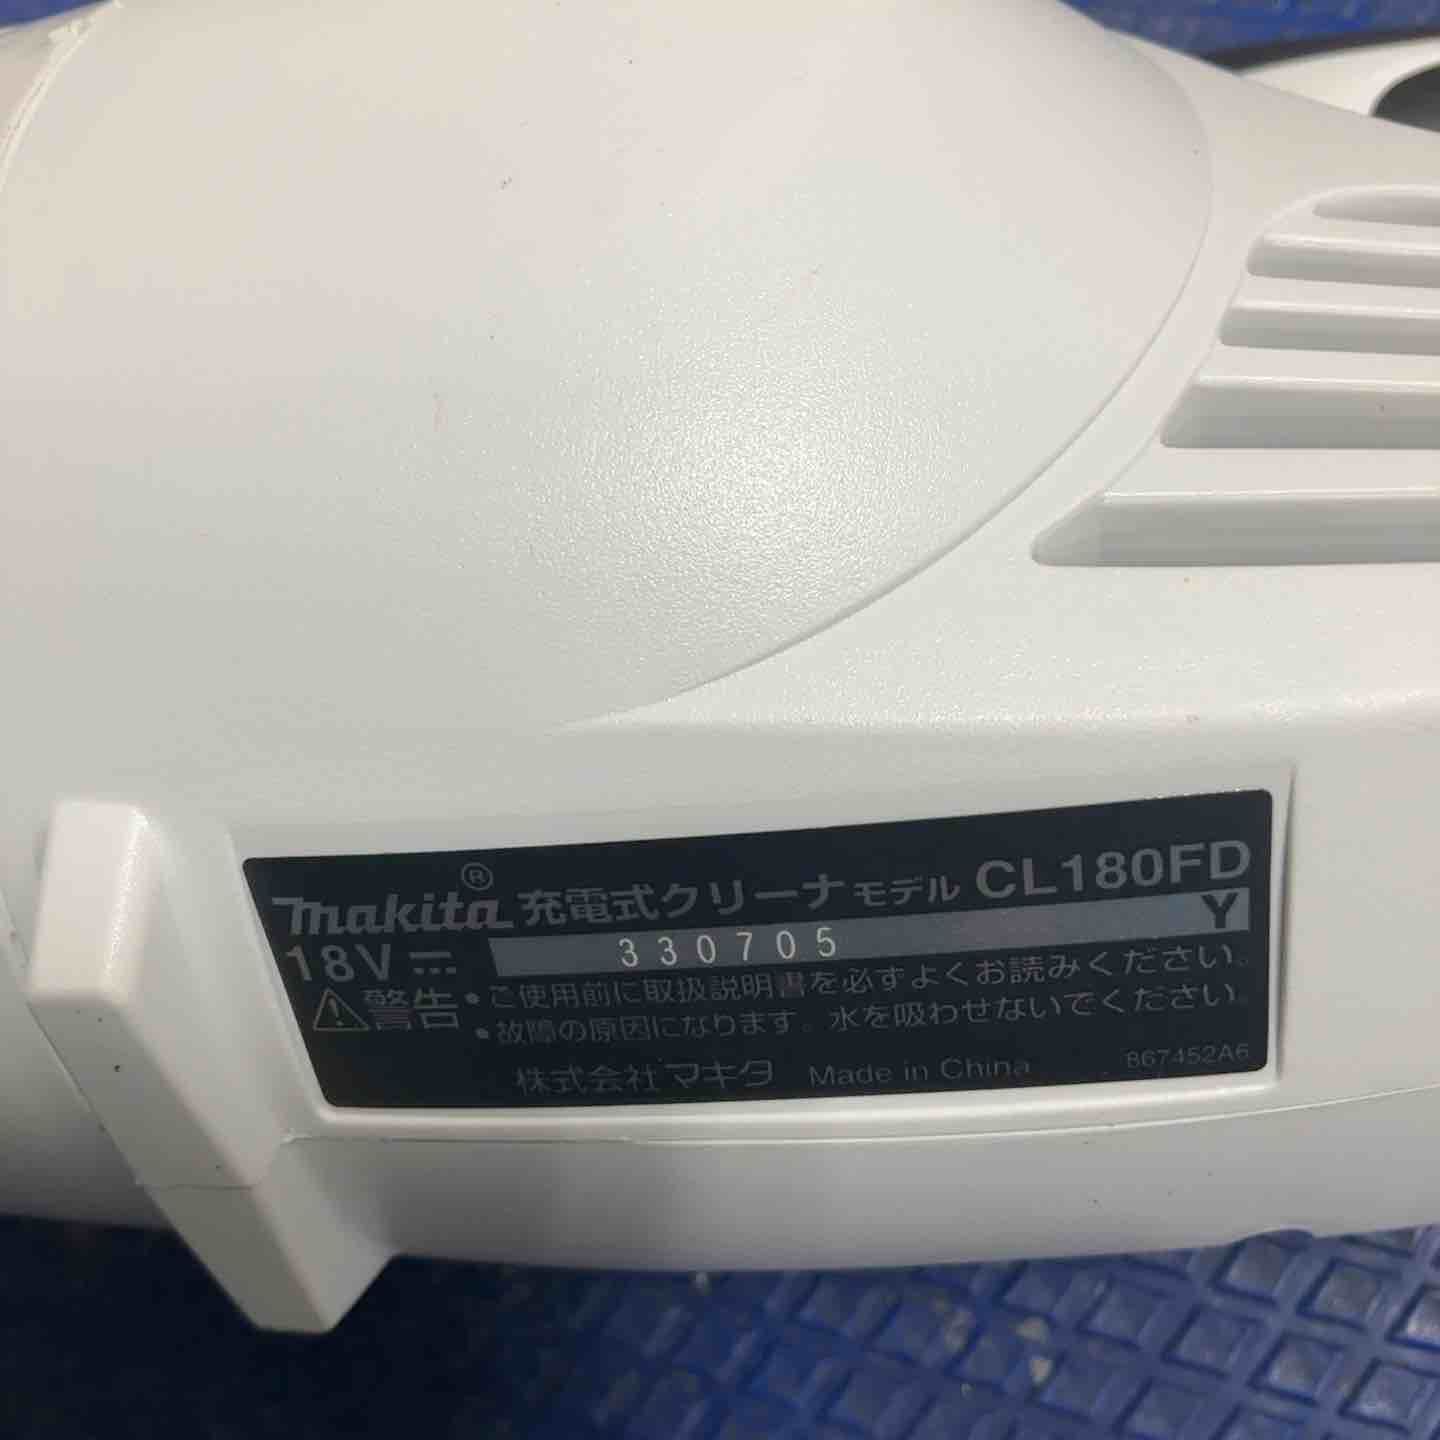 makita® 充電式クリーナ モデル CL180FD
18V 330705 Y
警告 • ご使用前に取扱説明書を必ずよくお読みください。
• 故障の原因になります。水を吸わせないでください。
株式会社 マキタ Made in China 867452A6